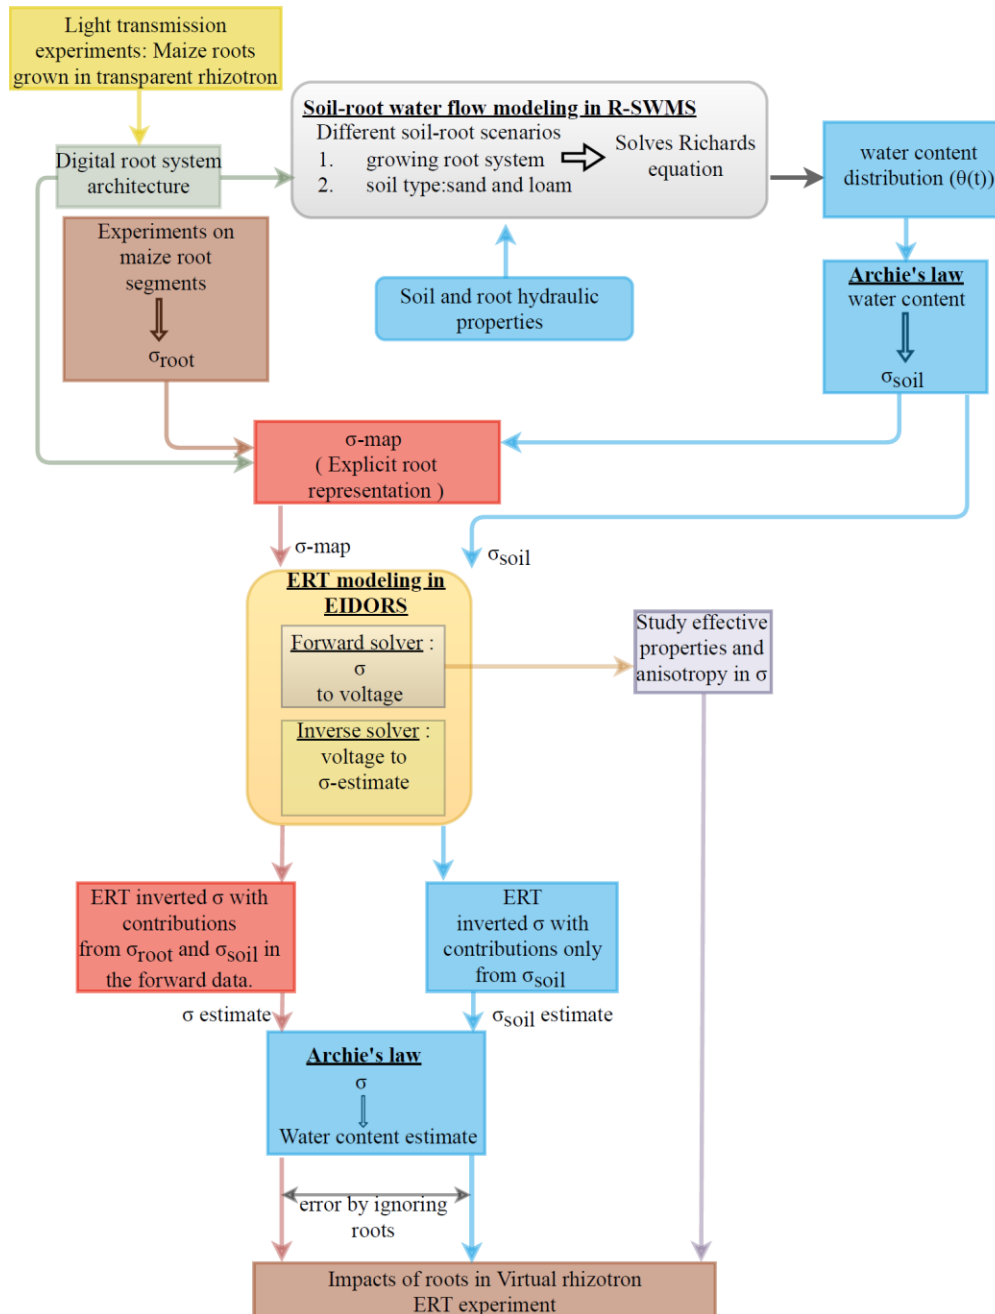 Light transmission
experiments: Maize roots
grown in transparent rhizotron
Soil-root water flow modeling in R-SWMS
Different soil-root scenarios
1. growing root system
2. soil type:sand and loam
Solves Richards
equation
water content
distribution (θ(t))
Digital root system
architecture
Experiments on
maize root
segments
σroot
Soil and root hydraulic
properties
Archie's law
water content
σsoil
σ-map
( Explicit root
representation )
σ-map
σsoil
ERT modeling in
EIDORS
Forward solver :
σ
to voltage
Inverse solver :
voltage to
σ-estimate
Study effective
properties and
anisotropy in σ
ERT inverted σ with
contributions
from σroot and σsoil in
the forward data.
ERT
inverted σ with
contributions only
from σsoil
σ estimate
σsoil estimate
Archie's law
σ
Water content estimate
error by ignoring
roots
Impacts of roots in Virtual rhizotron
ERT experiment